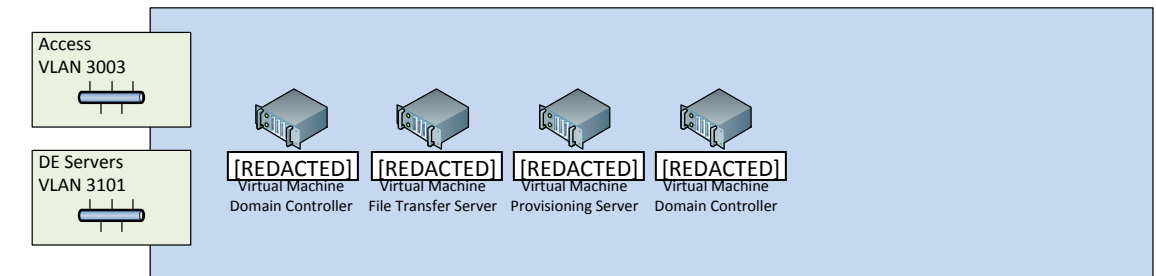 Access
VLAN 3003
DE Servers
VLAN 3101
[REDACTED] [REDACTED] [REDACTED] [REDACTED]
Virtual Machine Virtual Machine Virtual Machine Virtual Machine
Domain Controller File Transfer Server Provisioning Server Domain Controller